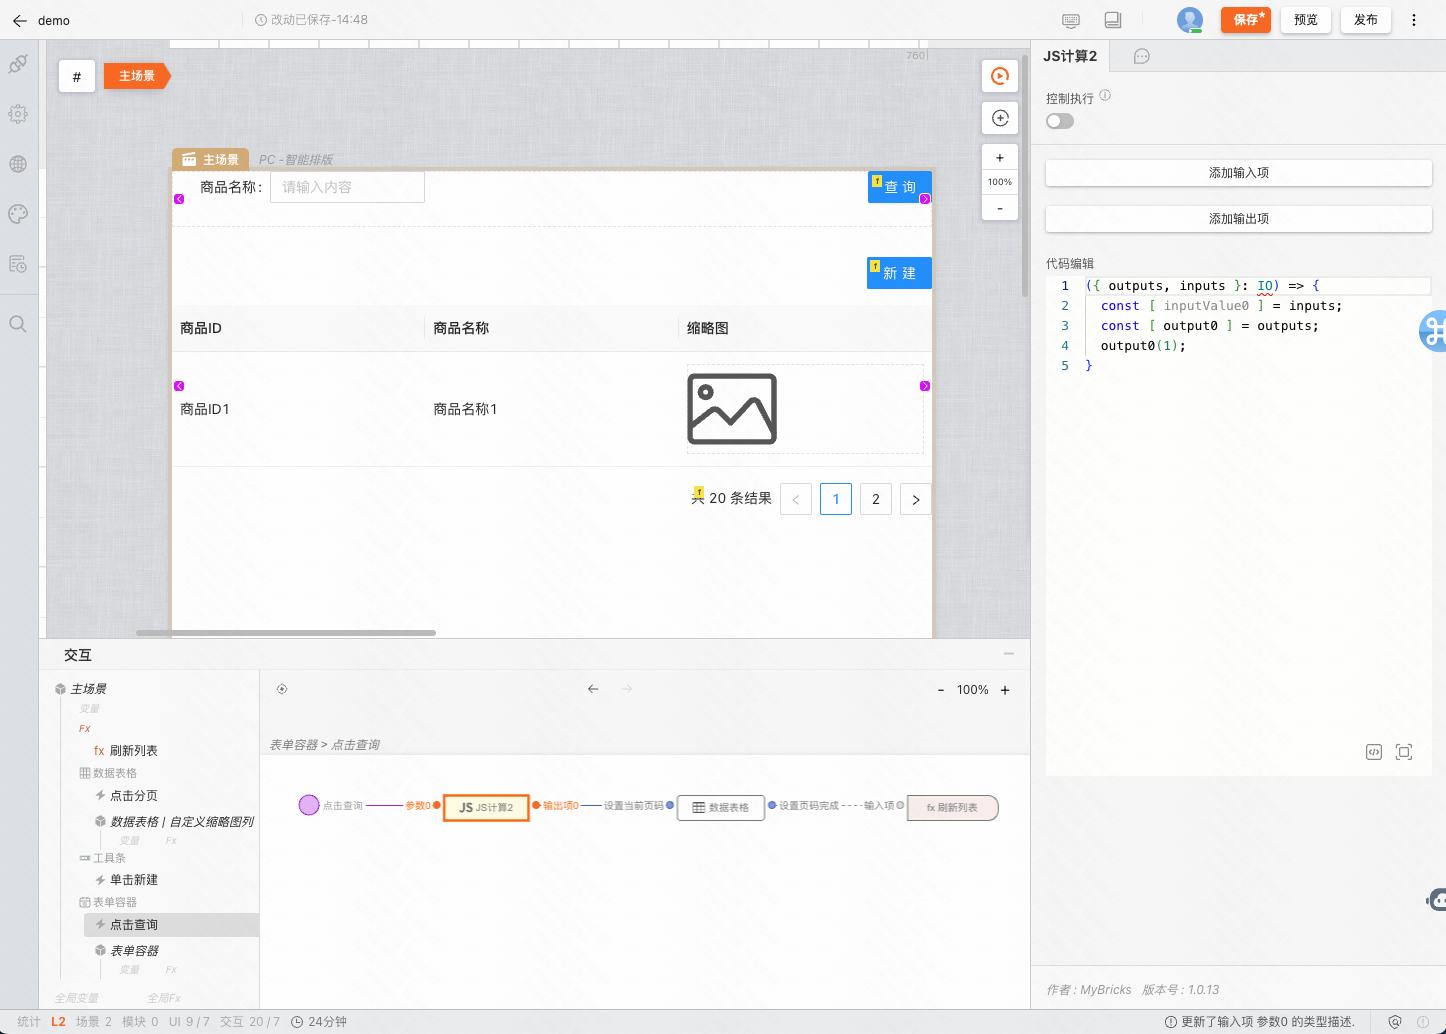 demo
改动已保存-14:48
保存*
预览
发布
#
主场景
760
主场景
PC -智能排版
商品名称：
请输入内容
查 询
新 建
+
100%
-
商品ID
商品名称
缩略图
商品ID1
商品名称1
共 20 条结果
<
1
2
>
JS计算2
控制执行
添加输入项
添加输出项
代码编辑
1 ({ outputs, inputs }: IO) => {
2 const [ inputValue0 ] = inputs;
3 const [ output0 ] = outputs;
4 output0(1);
5 }
作者 : MyBricks 版本号 : 1.0.13
交互
主场景
变量
Fx
fx 刷新列表
数据表格
点击分页
数据表格 | 自定义缩略图列
变量 Fx
工具条
单击新建
表单容器
点击查询
表单容器
变量 Fx
全局变量 全局Fx
- 100% +
表单容器 > 点击查询
点击查询
参数0
JS JS计算2
输出项0
设置当前页码
数据表格
设置页码完成
输入项
fx 刷新列表
统计 L2 场景 2 模块 0 UI 9 / 7 交互 20 / 7 24分钟
更新了输入项 参数0 的类型描述.